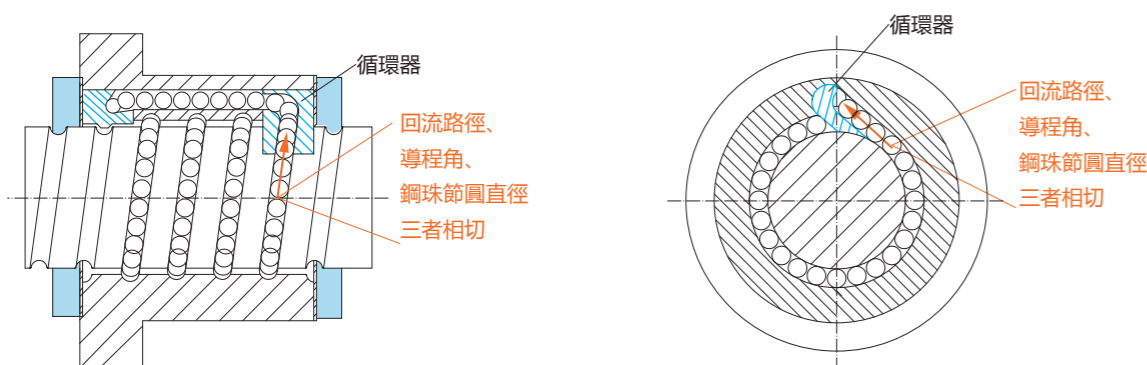 循環器
回流路徑、
導程角、
鋼珠節圓直徑
三者相切
循環器
回流路徑、
導程角、
鋼珠節圓直徑
三者相切